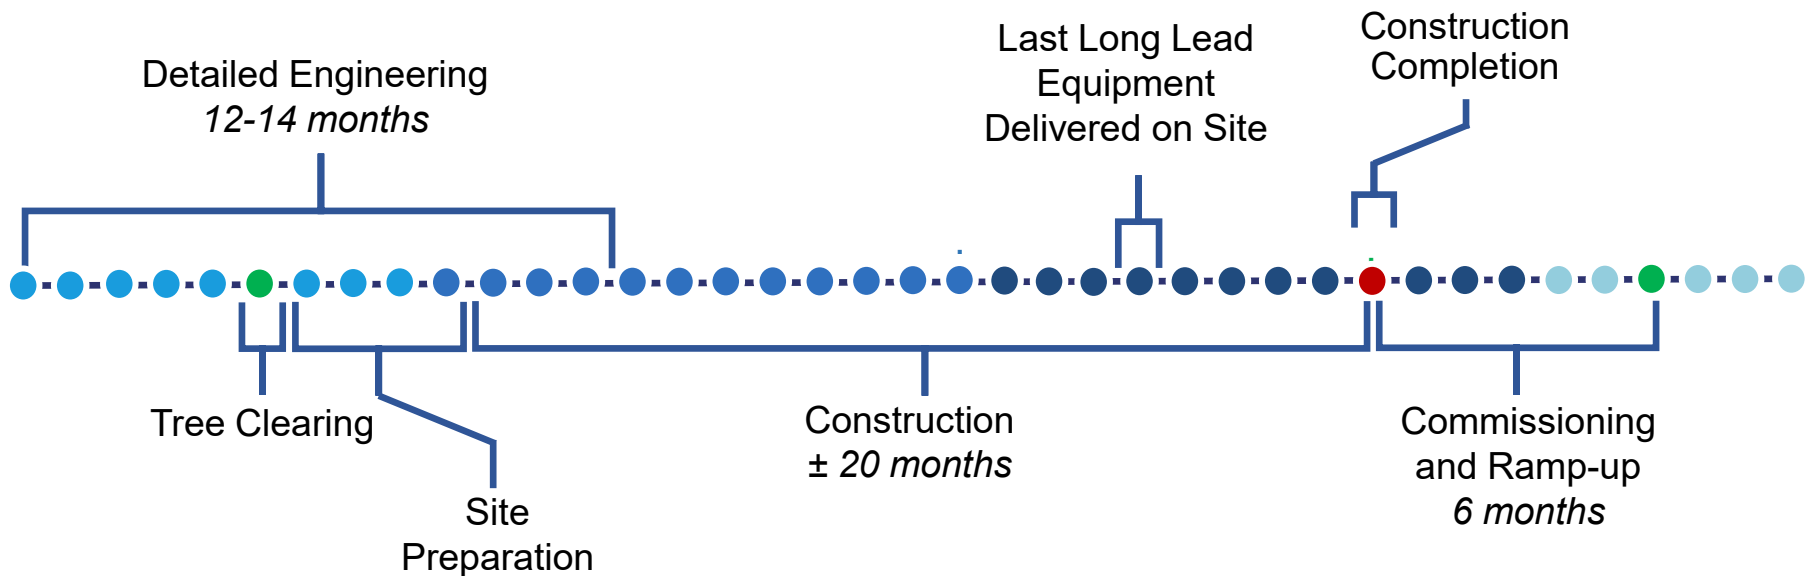 Detailed Engineering
12-14 months
Last Long Lead
Equipment
Delivered on Site
Construction
Completion
Tree Clearing
Site
Preparation
Construction
± 20 months
Commissioning
and Ramp-up
6 months